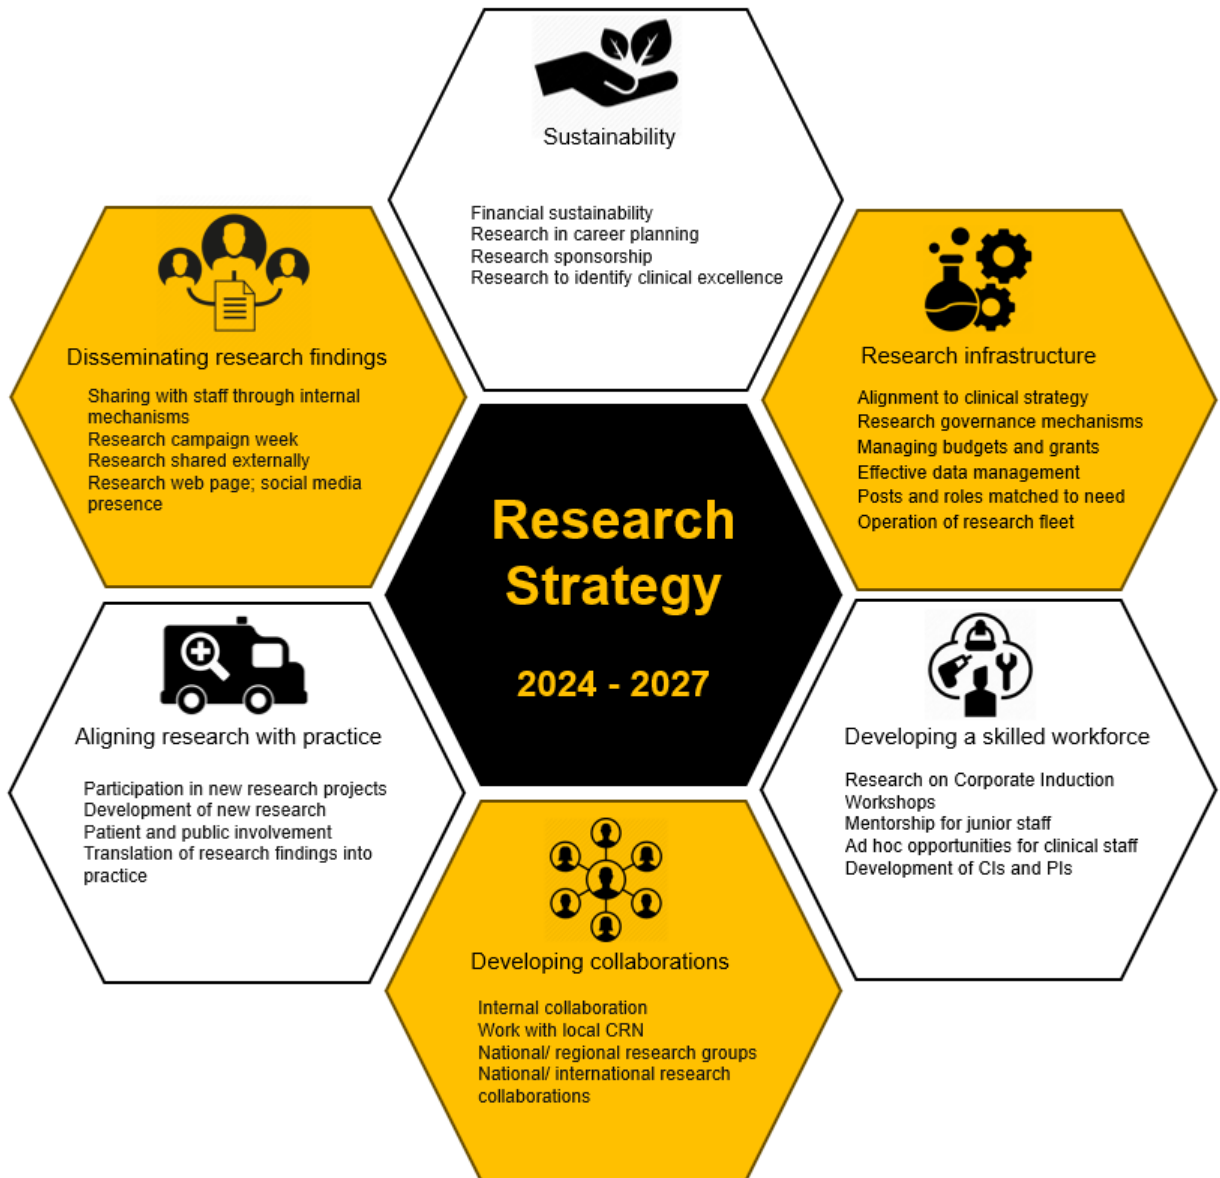 Sustainability
Financial sustainability
Research in career planning
Research sponsorship
Research to identify clinical excellence
Disseminating research findings
Sharing with staff through internal
mechanisms
Research campaign week
Research shared externally
Research web page; social media
presence
Research infrastructure
Alignment to clinical strategy
Research governance mechanisms
Managing budgets and grants
Effective data management
Posts and roles matched to need
Operation of research fleet
Research
Strategy
2024 - 2027
Aligning research with practice
Participation in new research projects
Development of new research
Patient and public involvement
Translation of research findings into
practice
Developing a skilled workforce
Research on Corporate Induction
Workshops
Mentorship for junior staff
Ad hoc opportunities for clinical staff
Development of CIs and PIs
Developing collaborations
Internal collaboration
Work with local CRN
National/ regional research groups
National/ international research
collaborations